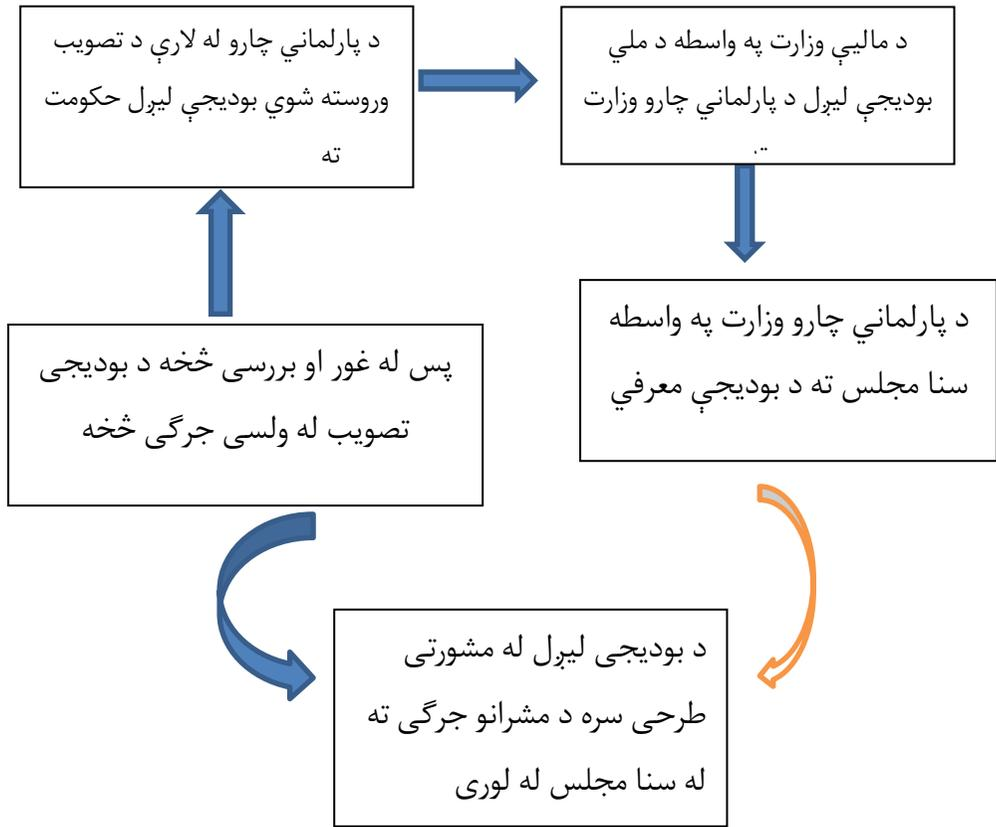 د مالیې وزارت په واسطه د ملي
بودیجې لیږل د پارلماني چارو وزارت
د پارلماني چارو لہ لارې د تصویب
وروسته شوي بودیجې لیږل حکومت
ته
د پارلماني چارو وزارت په واسطه
سنا مجلس ته د بودیجې معرفي
پس له غور او بررسی څخه د بودیجی
تصویب له ولسی جرگی څخه
د بودیجی لیږل له مشورتی
طرحی سره د مشرانو جرگی ته
له سنا مجلس له لوری